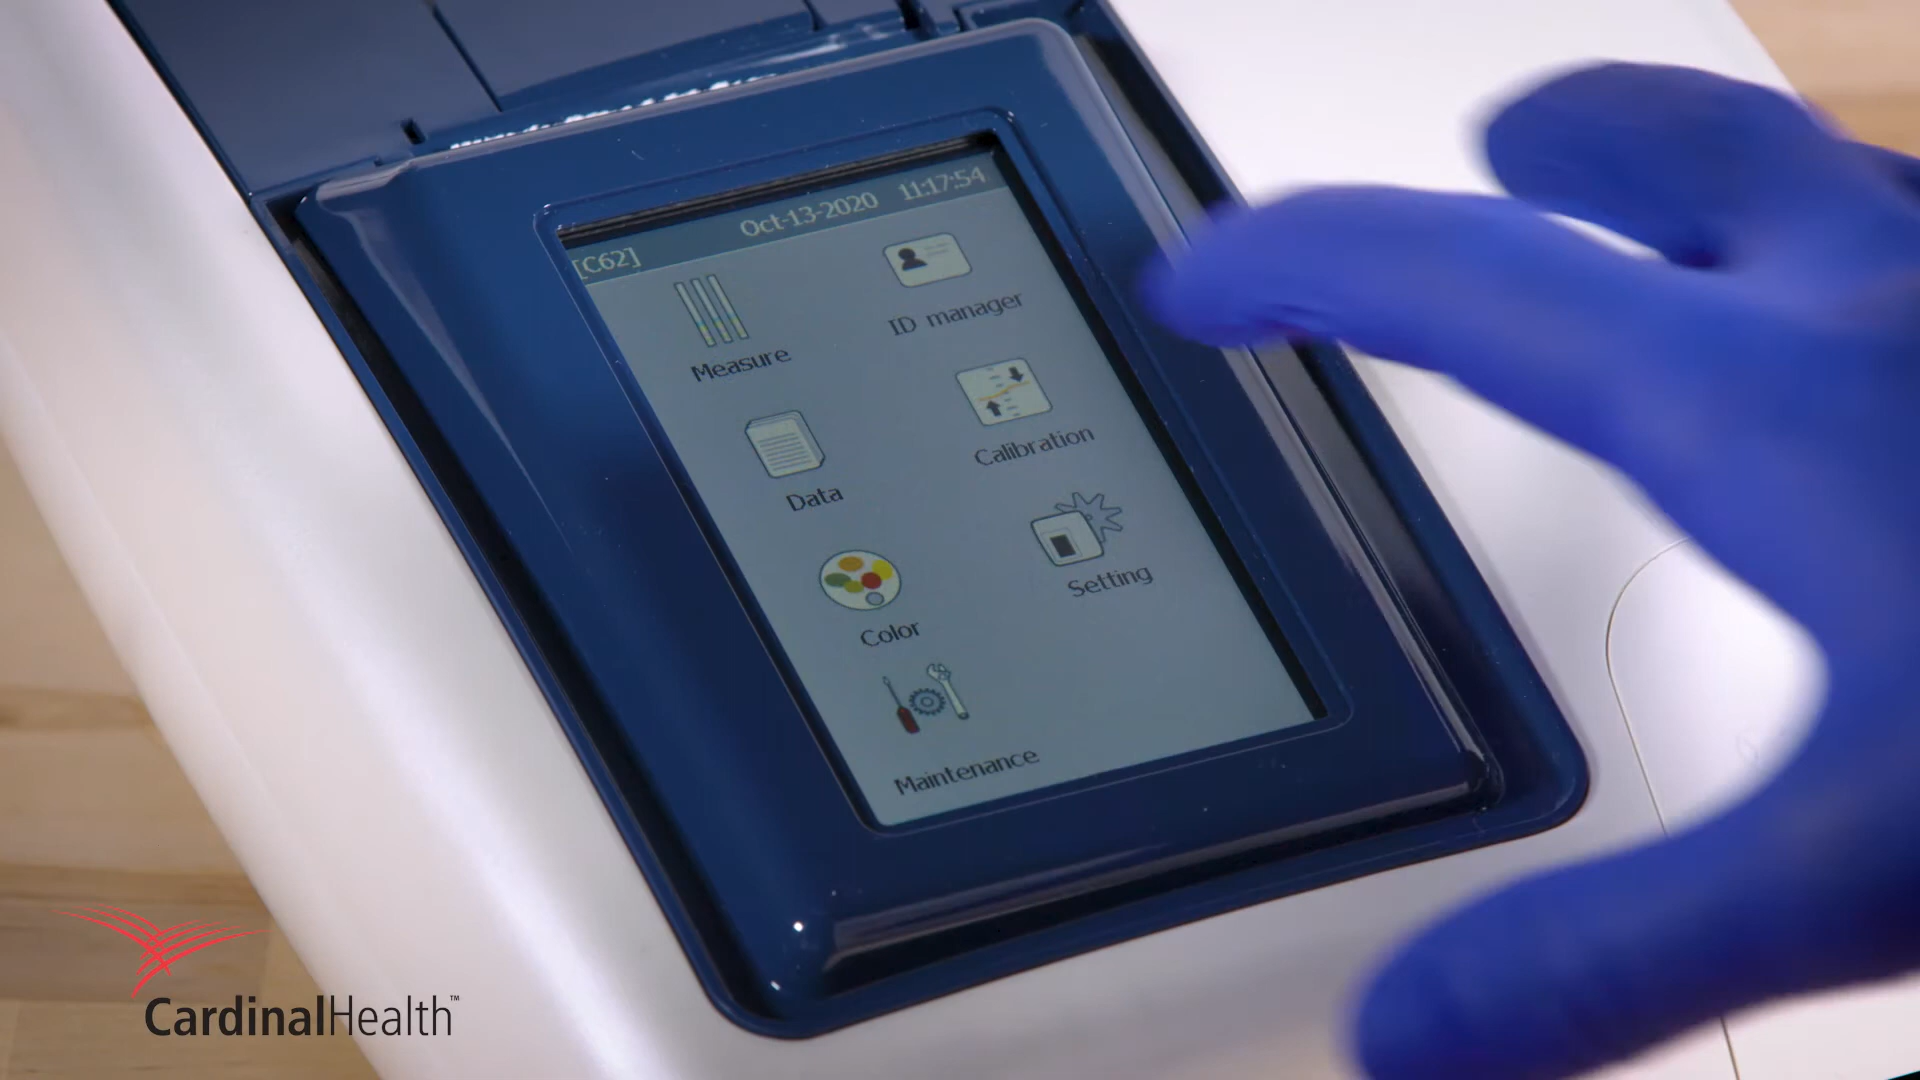 [C62] Oct-13-2020 11:17:54
Measure
ID manager
Data
Calibration
Color
Setting
Maintenance
CardinalHealth™